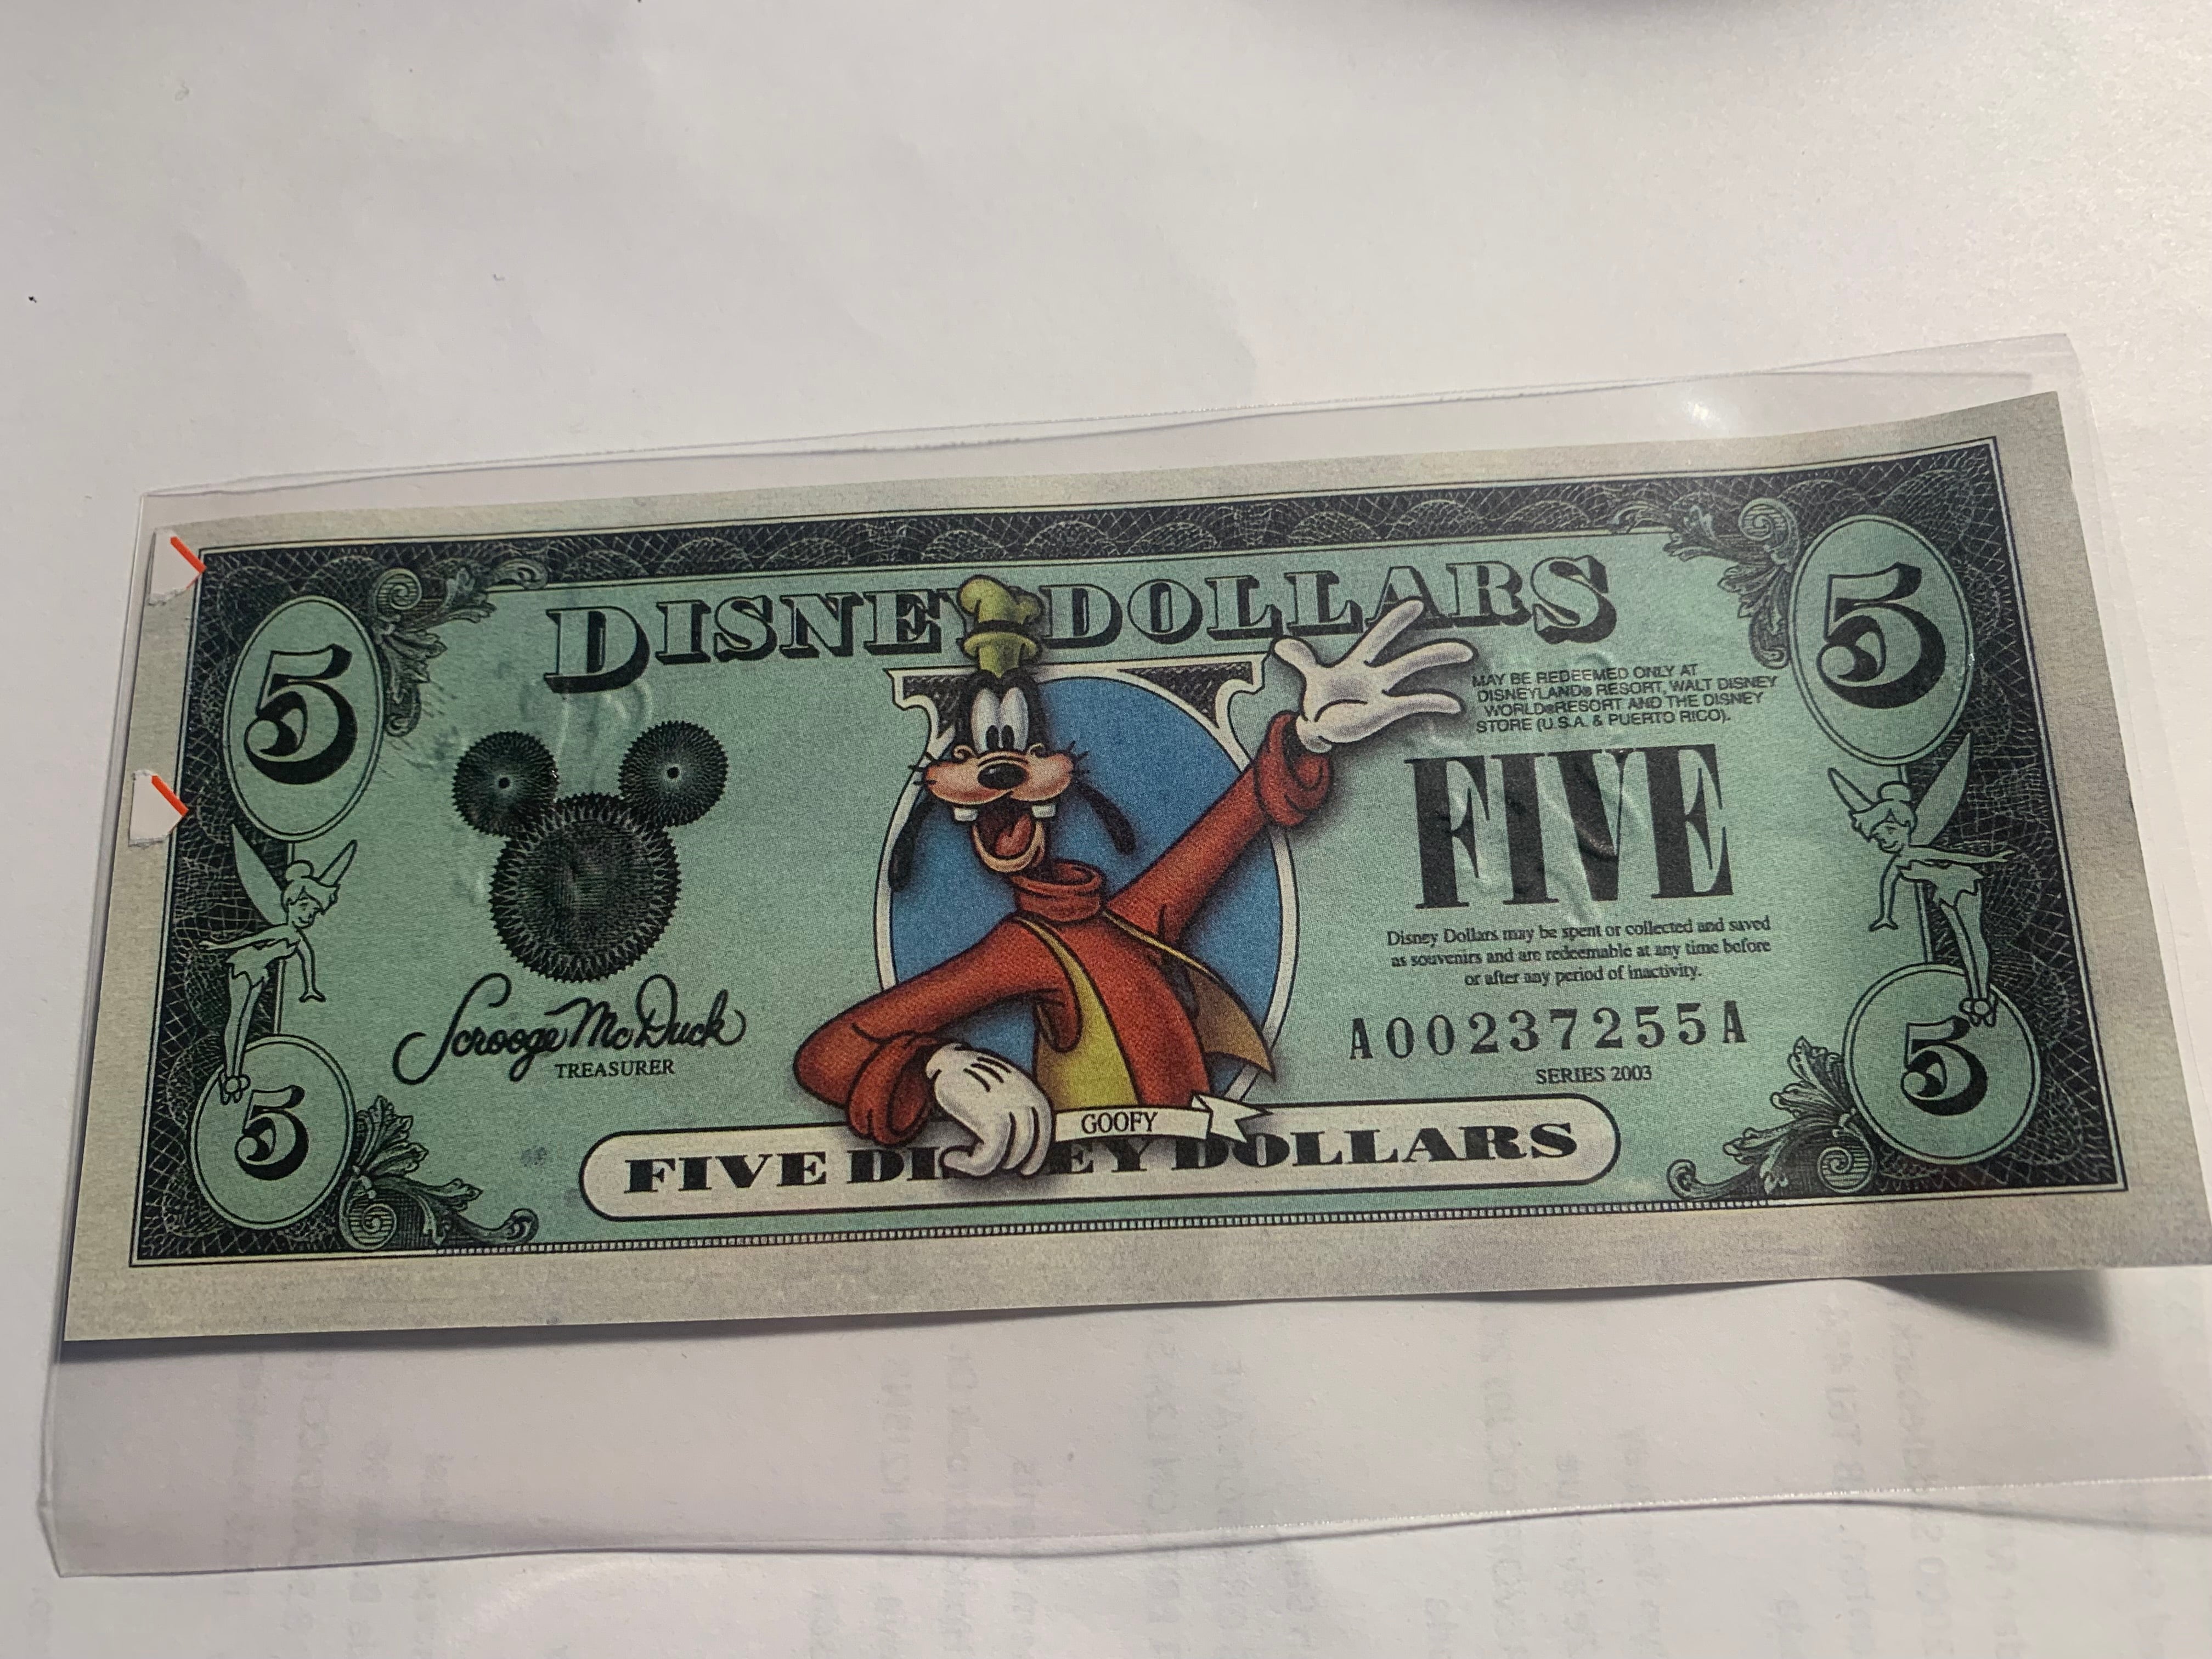 5
5
DISNEY DOLLARS
MAY BE REDEEMED ONLY AT
DISNEYLAND® RESORT, WALT DISNEY
WORLD® RESORT AND THE DISNEY
STORE (U.S.A. & PUERTO RICO).
FIVE
Disney Dollars may be spent or collected and saved
as souvenirs and are redeemable at any time before
or after any period of inactivity.
Scrooge McDuck
TREASURER
A00237255A
SERIES 2003
5
5
GOOFY
FIVE DISNEY DOLLARS